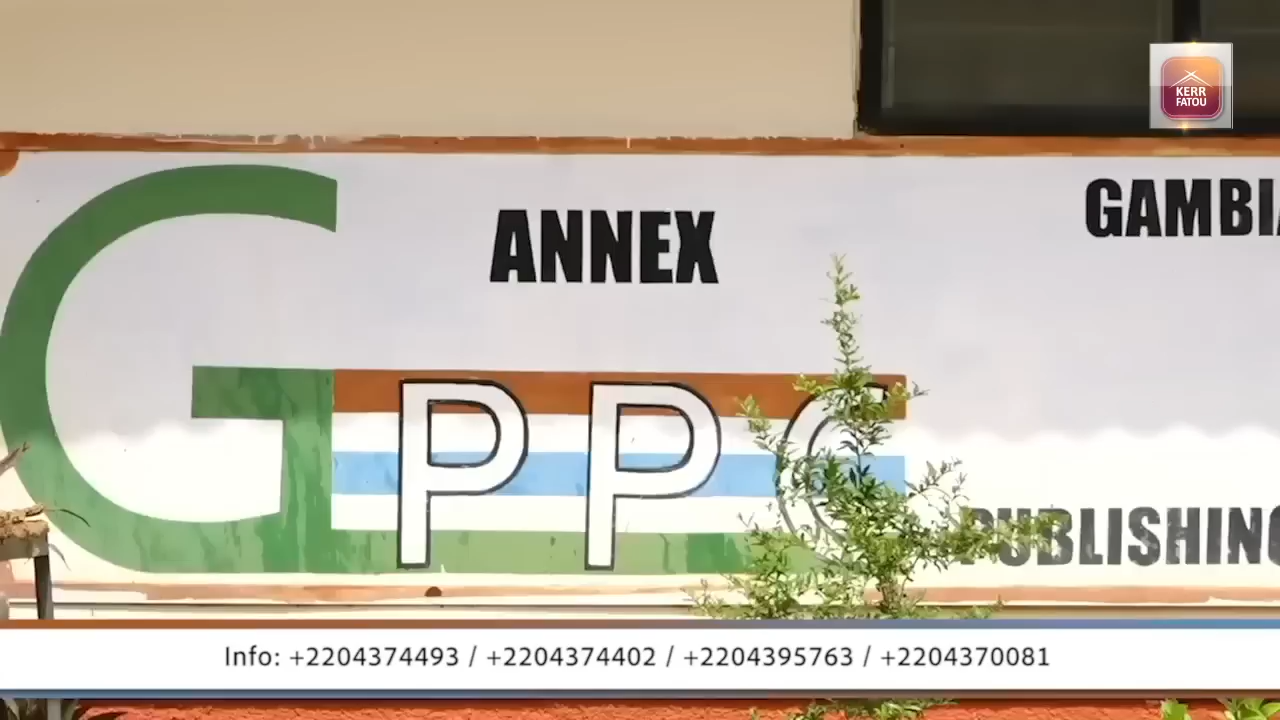 KERR
FATOU
ANNEX
GAMBIA
GPPC
PUBLISHING
Info: +2204374493 / +2204374402 / +2204395763 / +2204370081